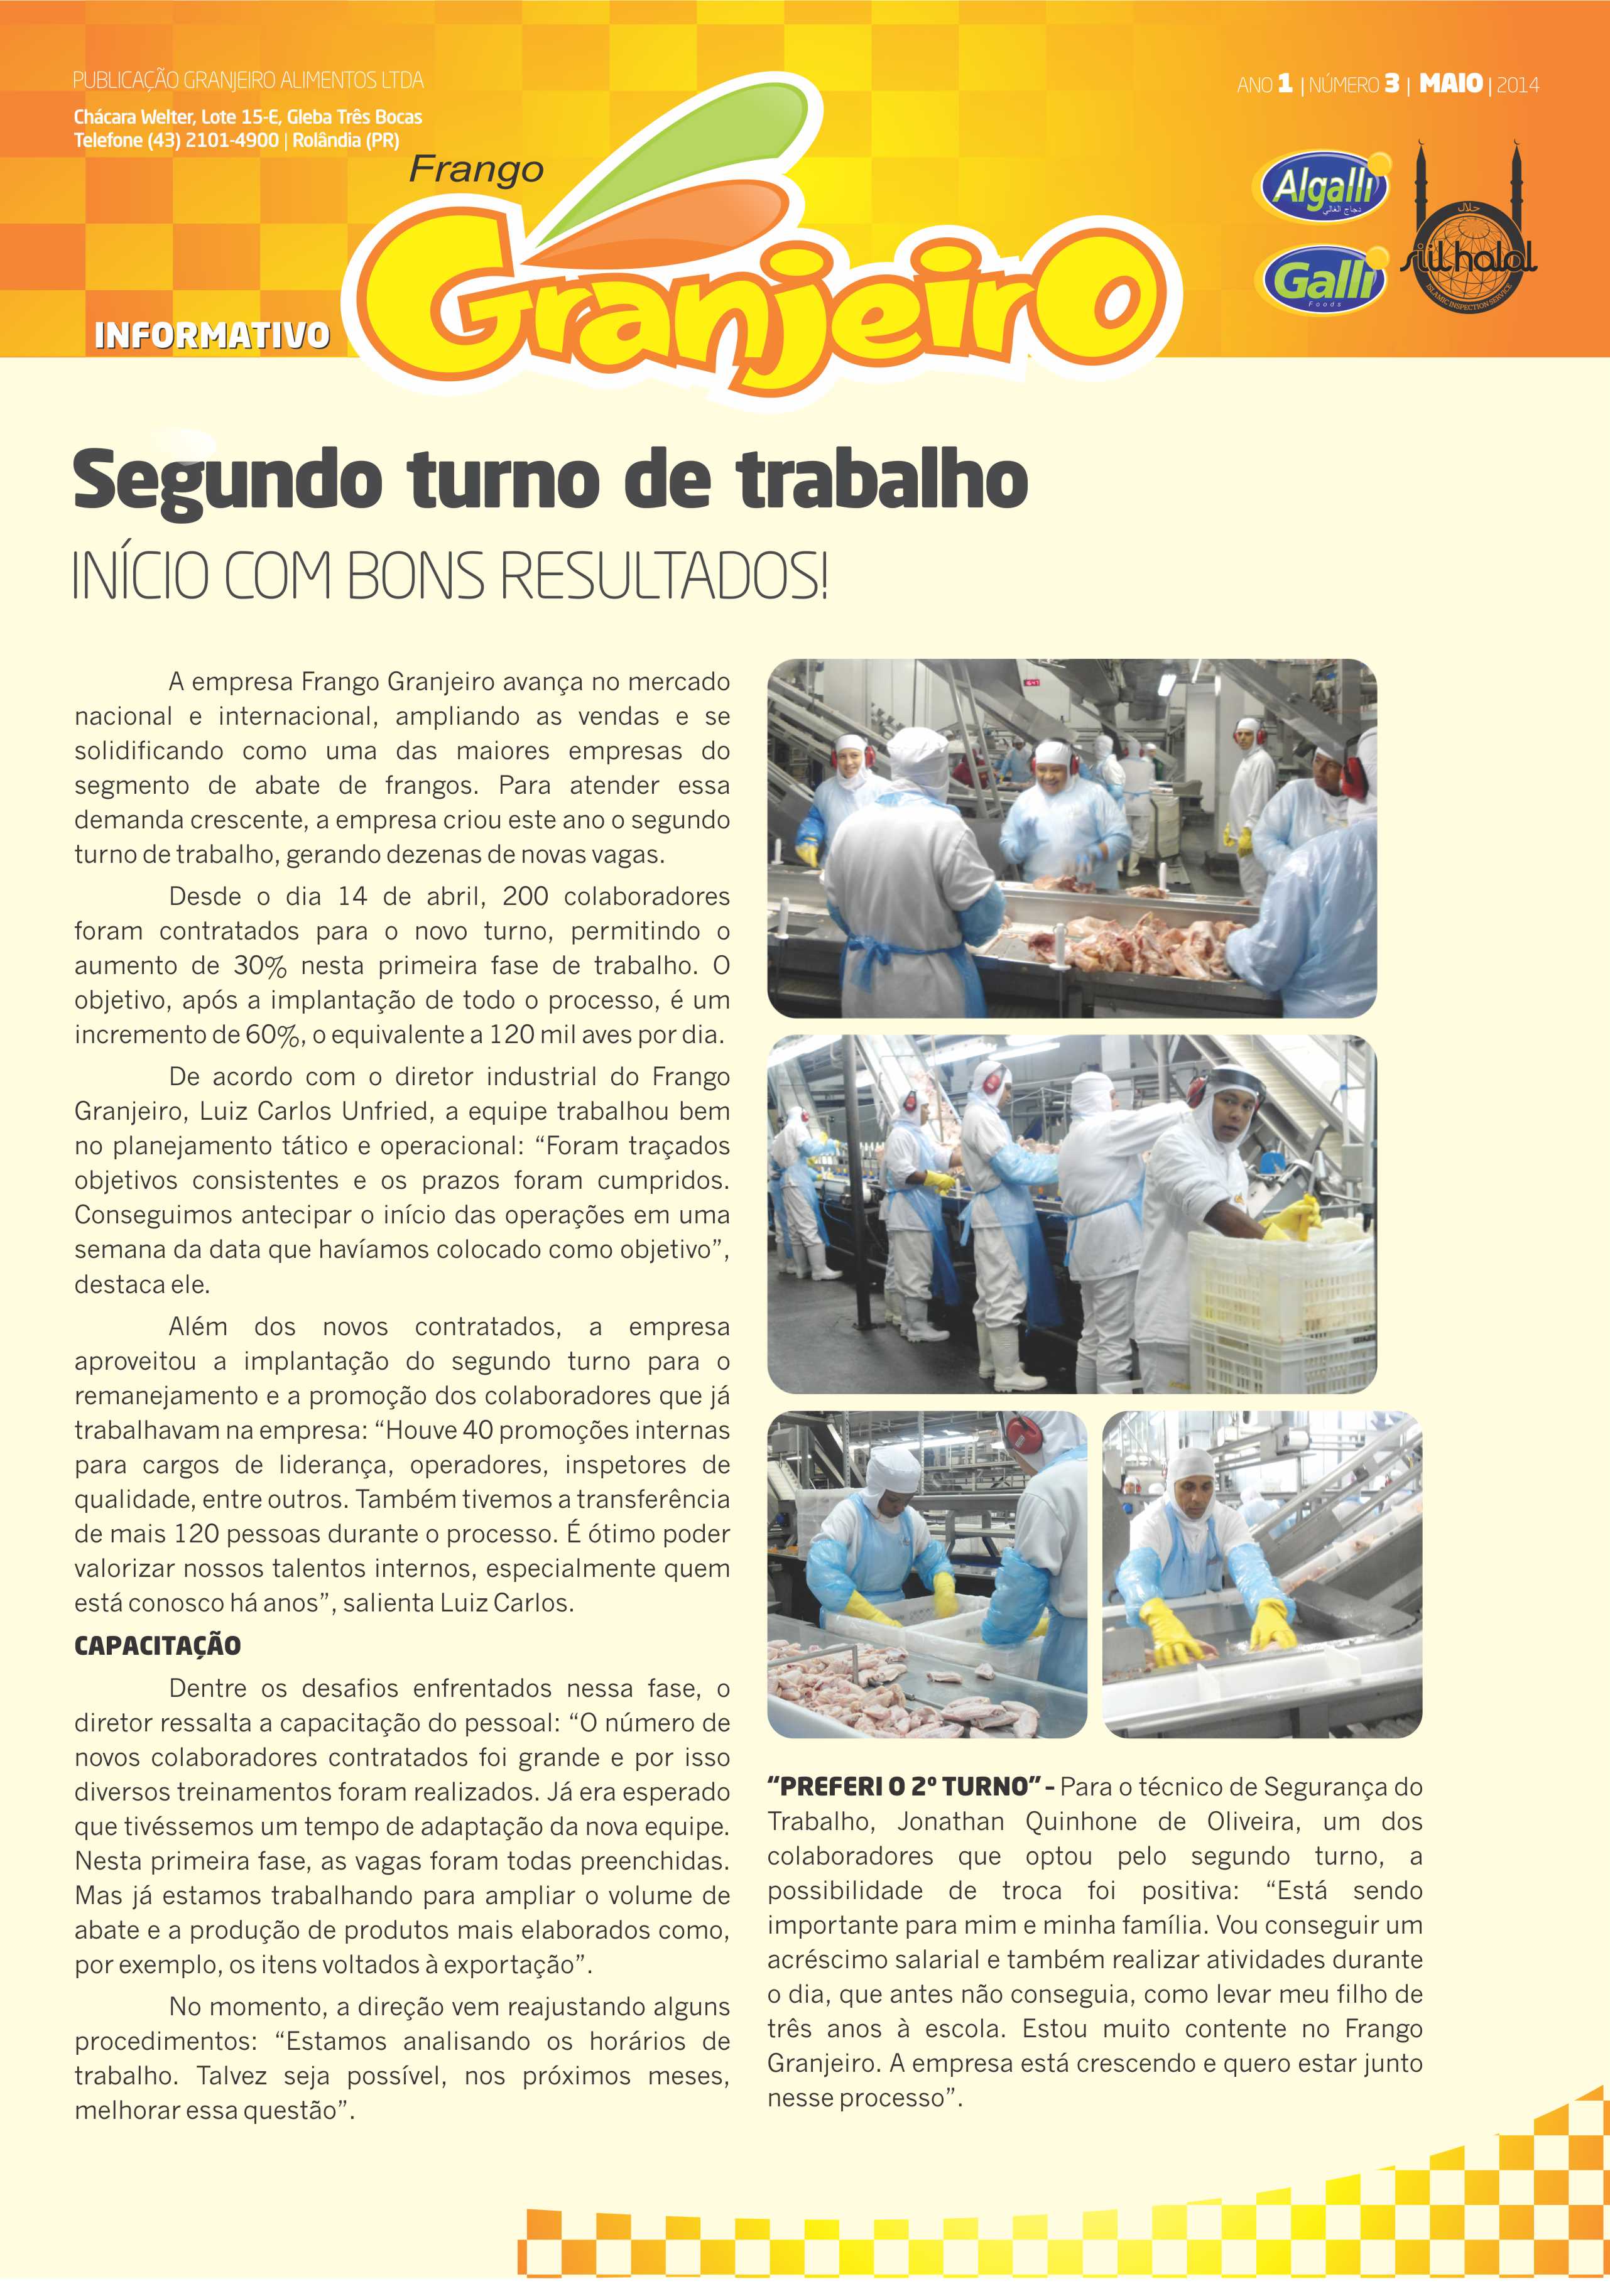 PUBLICAÇÃO GRANJEIRO ALIMENTOS LTDA
Chácara Welter, Lote 15-E, Gleba Três Bocas
Telefone (43) 2101-4900 | Rolândia (PR)
ANO 1 | NÚMERO 3 | MAIO | 2014
Frango
Granjeiro
INFORMATIVO
Algalli
Galli
Foods
حلال
siil halal
ISLAMIC INSPECTION SERVICE
Segundo turno de trabalho
INÍCIO COM BONS RESULTADOS!
A empresa Frango Granjeiro avança no mercado
nacional e internacional, ampliando as vendas e se
solidificando como uma das maiores empresas do
segmento de abate de frangos. Para atender essa
demanda crescente, a empresa criou este ano o segundo
turno de trabalho, gerando dezenas de novas vagas.
Desde o dia 14 de abril, 200 colaboradores
foram contratados para o novo turno, permitindo o
aumento de 30% nesta primeira fase de trabalho. O
objetivo, após a implantação de todo o processo, é um
incremento de 60%, o equivalente a 120 mil aves por dia.
De acordo com o diretor industrial do Frango
Granjeiro, Luiz Carlos Unfried, a equipe trabalhou bem
no planejamento tático e operacional: “Foram traçados
objetivos consistentes e os prazos foram cumpridos.
Conseguimos antecipar o início das operações em uma
semana da data que havíamos colocado como objetivo”,
destaca ele.
Além dos novos contratados, a empresa
aproveitou a implantação do segundo turno para o
remanejamento e a promoção dos colaboradores que já
trabalhavam na empresa: “Houve 40 promoções internas
para cargos de liderança, operadores, inspetores de
qualidade, entre outros. Também tivemos a transferência
de mais 120 pessoas durante o processo. É ótimo poder
valorizar nossos talentos internos, especialmente quem
está conosco há anos”, salienta Luiz Carlos.
CAPACITAÇÃO
Dentre os desafios enfrentados nessa fase, o
diretor ressalta a capacitação do pessoal: “O número de
novos colaboradores contratados foi grande e por isso
diversos treinamentos foram realizados. Já era esperado
que tivéssemos um tempo de adaptação da nova equipe.
Nesta primeira fase, as vagas foram todas preenchidas.
Mas já estamos trabalhando para ampliar o volume de
abate e a produção de produtos mais elaborados como,
por exemplo, os itens voltados à exportação”.
No momento, a direção vem reajustando alguns
procedimentos: “Estamos analisando os horários de
trabalho. Talvez seja possível, nos próximos meses,
melhorar essa questão”.
“PREFERI O 2º TURNO” - Para o técnico de Segurança do
Trabalho, Jonathan Quinhone de Oliveira, um dos
colaboradores que optou pelo segundo turno, a
possibilidade de troca foi positiva: “Está sendo
importante para mim e minha família. Vou conseguir um
acréscimo salarial e também realizar atividades durante
o dia, que antes não conseguia, como levar meu filho de
três anos à escola. Estou muito contente no Frango
Granjeiro. A empresa está crescendo e quero estar junto
nesse processo”.